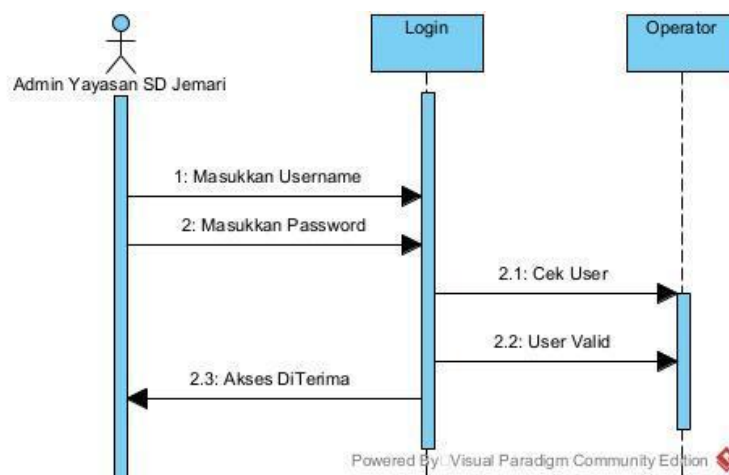 Login
Operator
Admin Yayasan SD Jemari
1: Masukkan Username
2: Masukkan Password
2.1: Cek User
2.2: User Valid
2.3: Akses DiTerima
Powered By Visual Paradigm Community Edition